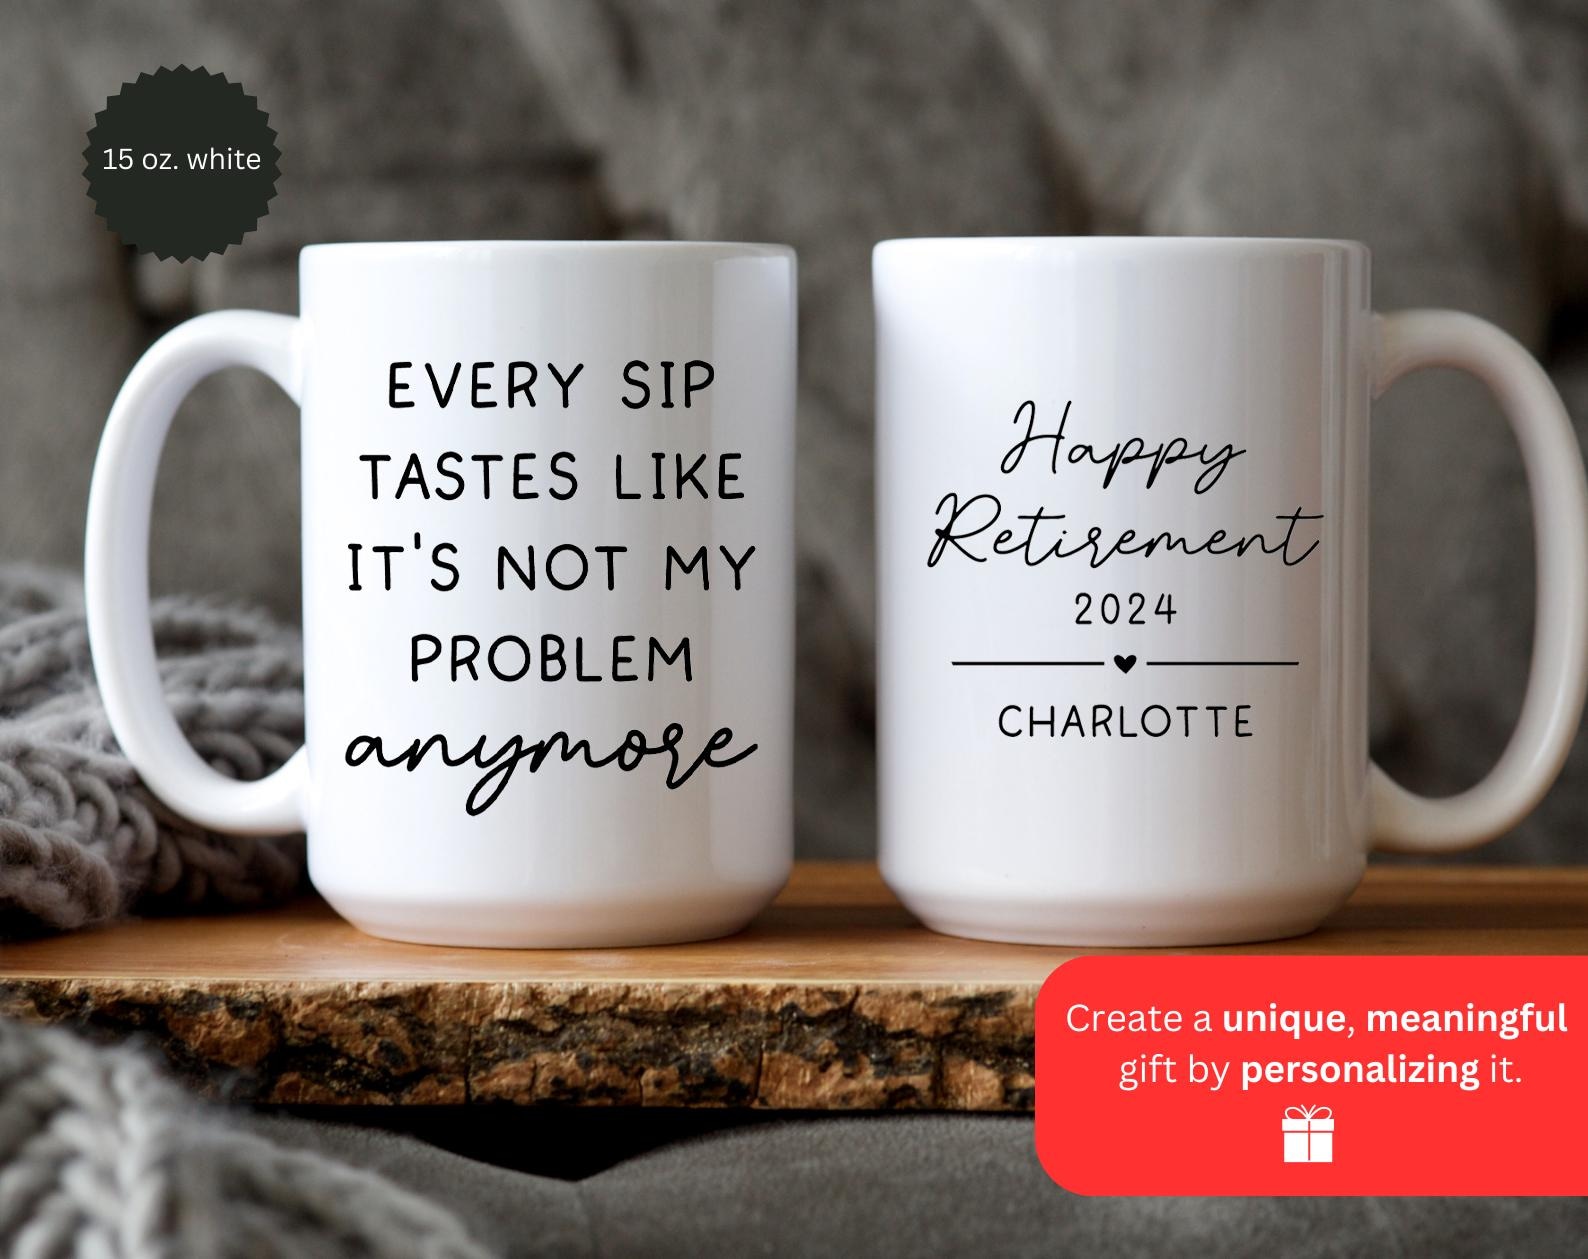 15 oz. white
EVERY SIP
TASTES LIKE
IT'S NOT MY
PROBLEM
anymore
Happy
Retirement
2024
CHARLOTTE
Create a unique, meaningful
gift by personalizing it.